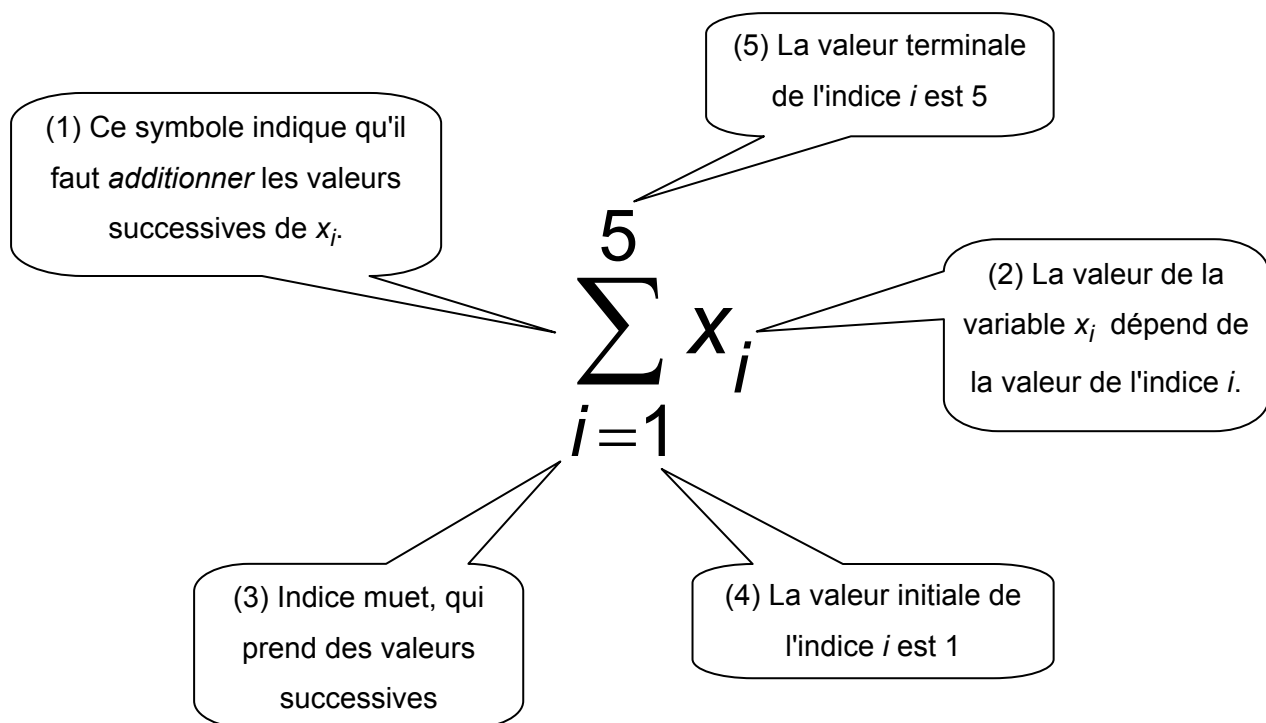 (5) La valeur terminale
de l'indice i est 5
(1) Ce symbole indique qu'il
faut additionner les valeurs
successives de xi.
5
∑ xi
i=1
(2) La valeur de la
variable xi dépend de
la valeur de l'indice i.
(3) Indice muet, qui
prend des valeurs
successives
(4) La valeur initiale de
l'indice i est 1